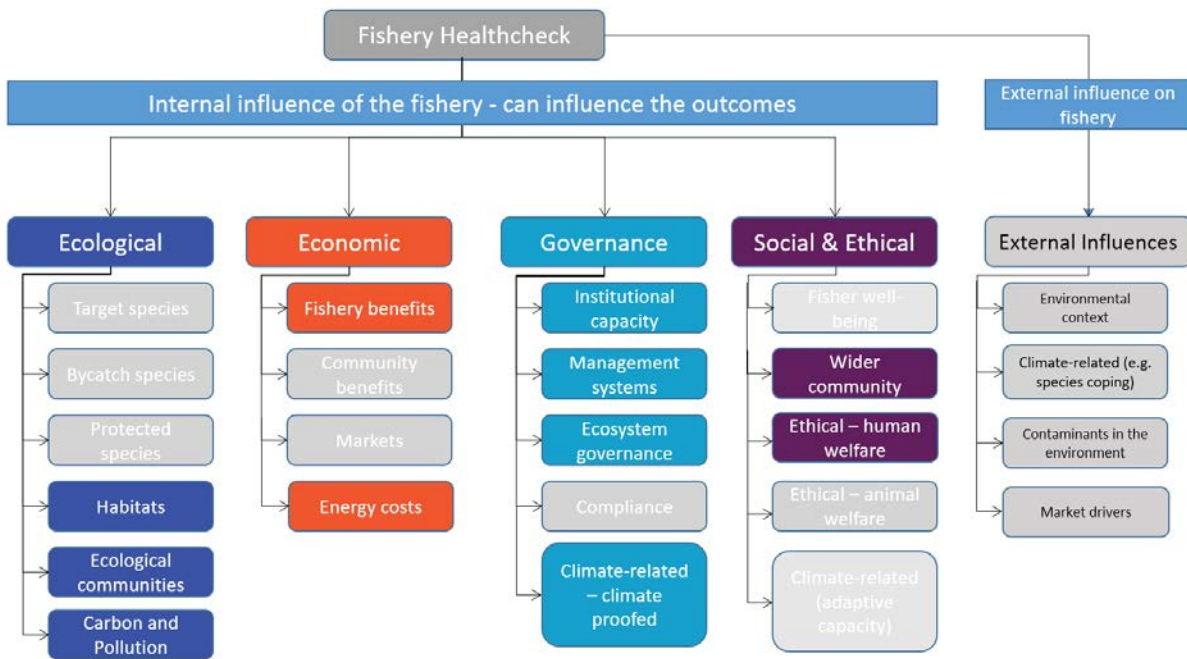 Fishery Healthcheck
Internal influence of the fishery - can influence the outcomes
External influence on
fishery
Ecological
Target species
Bycatch species
Protected
species
Habitats
Ecological
communities
Carbon and
Pollution
Economic
Fishery benefits
Community
benefits
Markets
Energy costs
Governance
Institutional
capacity
Management
systems
Ecosystem
governance
Compliance
Climate-related
– climate
proofed
Social & Ethical
Fisher well-
being
Wider
community
Ethical – human
welfare
Ethical – animal
welfare
Climate-related
(adaptive
capacity)
External Influences
Environmental
context
Climate-related (e.g.
species coping)
Contaminants in the
environment
Market drivers